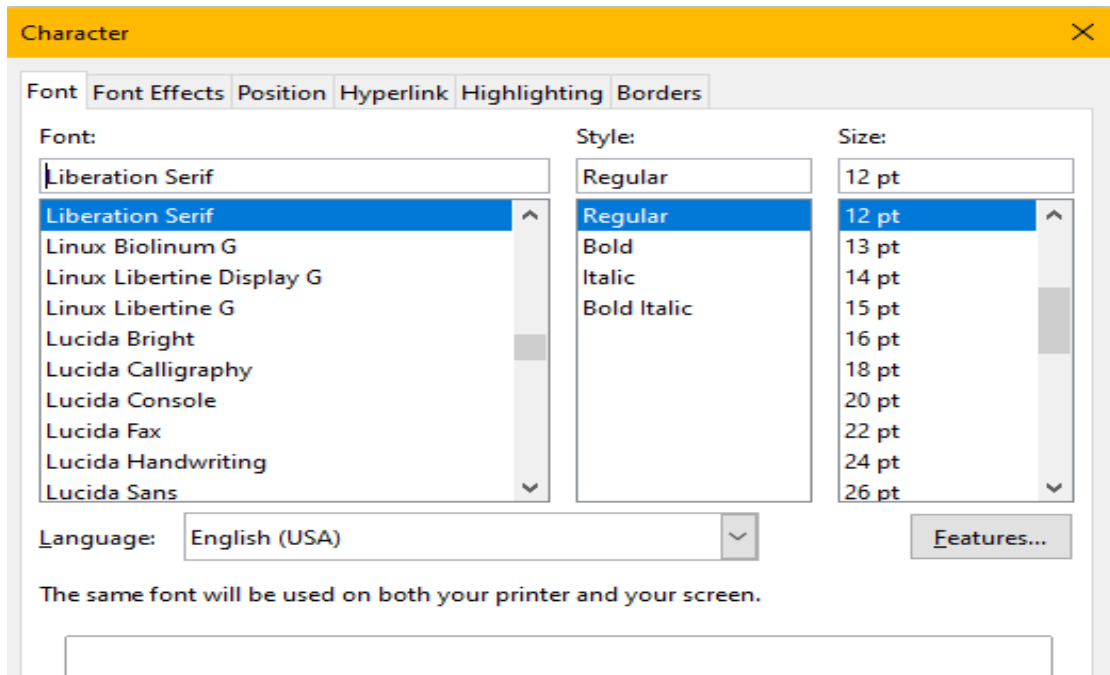 Character
Font Font Effects Position Hyperlink Highlighting Borders
Font: Style: Size:
Liberation Serif Regular 12 pt
Liberation Serif Regular 12 pt
Linux Biolinum G Bold 13 pt
Linux Libertine Display G Italic 14 pt
Linux Libertine G Bold Italic 15 pt
Lucida Bright 16 pt
Lucida Calligraphy 18 pt
Lucida Console 20 pt
Lucida Fax 22 pt
Lucida Handwriting 24 pt
Lucida Sans 26 pt
Language: English (USA) Features...
The same font will be used on both your printer and your screen.